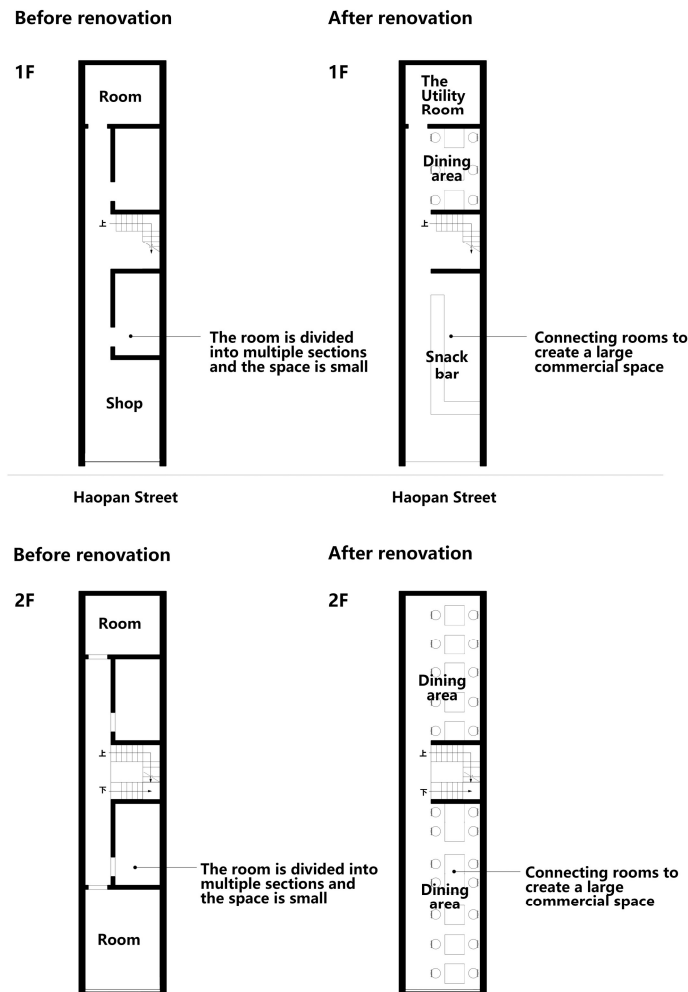 Before renovation
After renovation
1F
1F
Room
The
Utility
Room
Dining
area
上
上
The room is divided
into multiple sections
and the space is small
Connecting rooms to
create a large
commercial space
Snack
bar
Shop
Haopan Street
Haopan Street
Before renovation
After renovation
2F
2F
Room
Dining
area
上
下
上
下
The room is divided into
multiple sections and
the space is small
Connecting rooms to
create a large
commercial space
Dining
area
Room